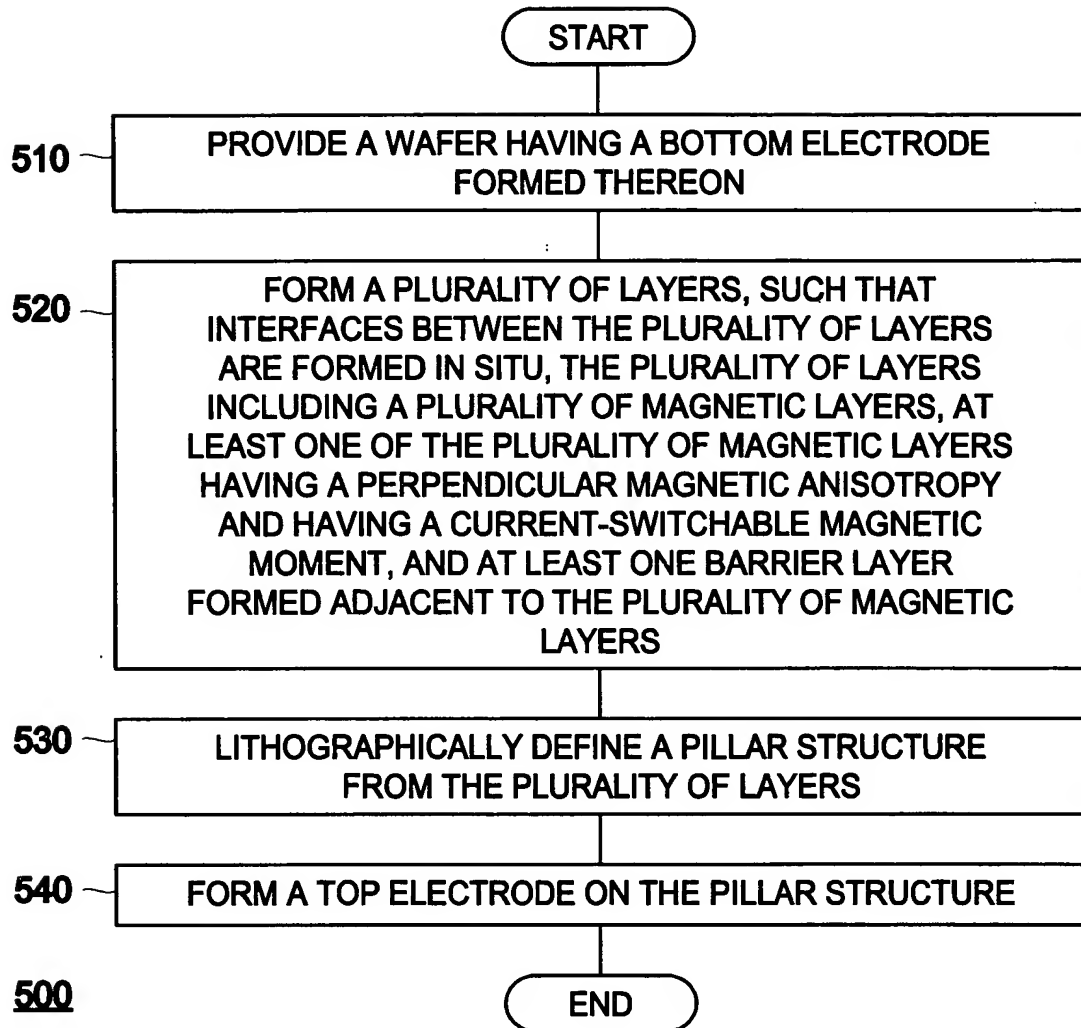 START
510
PROVIDE A WAFER HAVING A BOTTOM ELECTRODE
FORMED THEREON
520
FORM A PLURALITY OF LAYERS, SUCH THAT
INTERFACES BETWEEN THE PLURALITY OF LAYERS
ARE FORMED IN SITU, THE PLURALITY OF LAYERS
INCLUDING A PLURALITY OF MAGNETIC LAYERS, AT
LEAST ONE OF THE PLURALITY OF MAGNETIC LAYERS
HAVING A PERPENDICULAR MAGNETIC ANISOTROPY
AND HAVING A CURRENT-SWITCHABLE MAGNETIC
MOMENT, AND AT LEAST ONE BARRIER LAYER
FORMED ADJACENT TO THE PLURALITY OF MAGNETIC
LAYERS
530
LITHOGRAPHICALLY DEFINE A PILLAR STRUCTURE
FROM THE PLURALITY OF LAYERS
540
FORM A TOP ELECTRODE ON THE PILLAR STRUCTURE
500
END